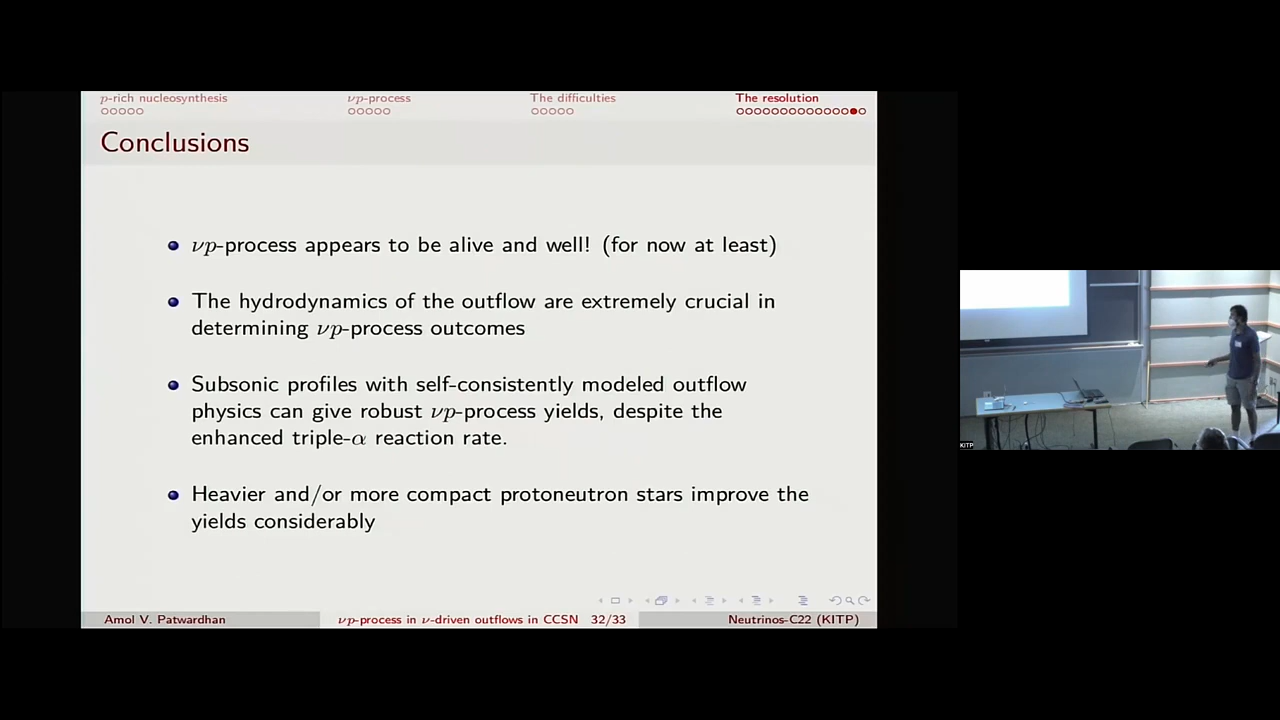 p-rich nucleosynthesis νp-process The difficulties The resolution
Conclusions
νp-process appears to be alive and well! (for now at least)
The hydrodynamics of the outflow are extremely crucial in
determining νp-process outcomes
Subsonic profiles with self-consistently modeled outflow
physics can give robust νp-process yields, despite the
enhanced triple-α reaction rate.
Heavier and/or more compact protoneutron stars improve the
yields considerably
Amol V. Patwardhan νp-process in ν-driven outflows in CCSN 32/33 Neutrinos-C22 (KITP)
KITP